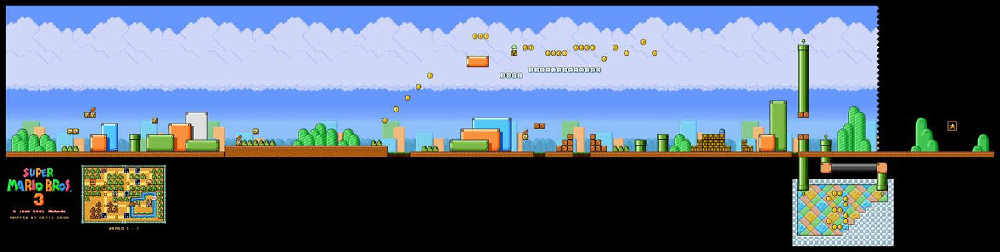 SUPER
MARIO BROS.
3
© 1988 1993 Nintendo
MAPPED BY ZERIC 2006
WORLD 1 - 1